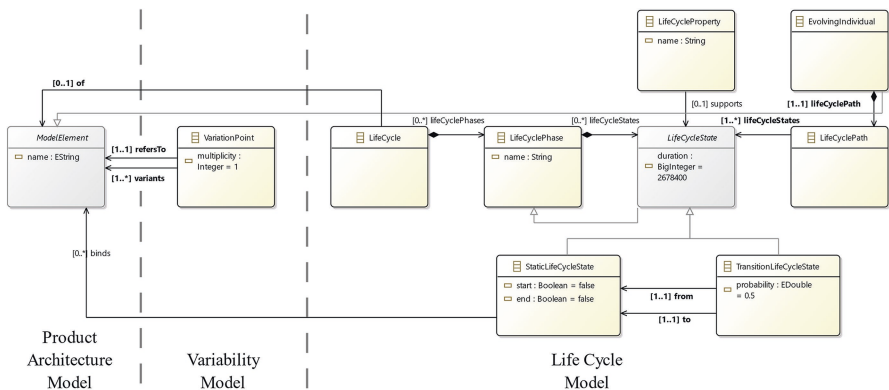 LifeCycleProperty
name : String
EvolvingIndividual
[0..1] of
[0..1] supports
[1..1] lifeCyclePath
[0..*] lifeCyclePhases
[0..*] lifeCycleStates
[1..*] lifeCycleStates
ModelElement
name : EString
[1..1] refersTo
[1..*] variants
VariationPoint
multiplicity :
Integer = 1
LifeCycle
LifeCyclePhase
name : String
LifeCycleState
duration :
BigInteger =
2678400
LifeCyclePath
[0..*] binds
StaticLifeCycleState
start : Boolean = false
end : Boolean = false
[1..1] from
[1..1] to
TransitionLifeCycleState
probability : EDouble
= 0.5
Product
Architecture
Model
Variability
Model
Life Cycle
Model